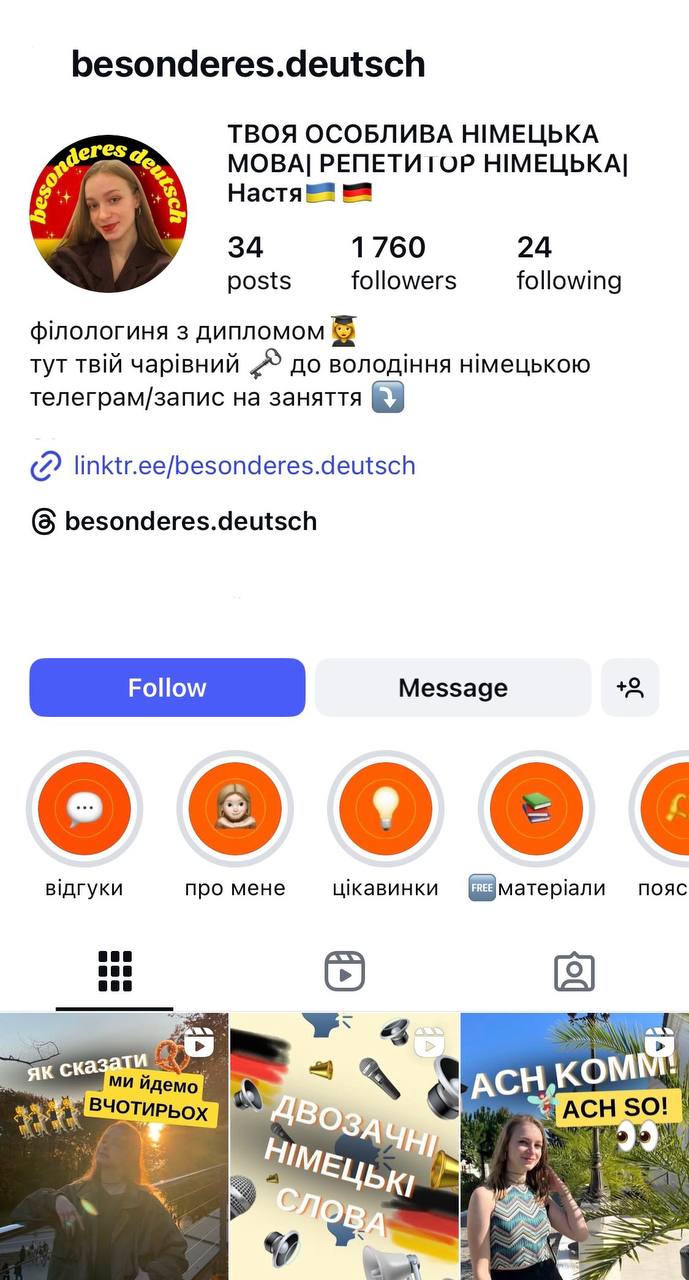 besonderes.deutsch
besonderes deutsch
ТВОЯ ОСОБЛИВА НІМЕЦЬКА
МОВА| РЕПЕТИТОР НІМЕЦЬКА|
Настя🇺🇦 🇩🇪
34
1 760
24
posts
followers
following
філологиня з дипломом👩‍🎓
тут твій чарівний 🗝️ до володіння німецькою
телеграм/запис на заняття ⤵️
linktr.ee/besonderes.deutsch
besonderes.deutsch
Follow
Message
відгуки
про мене
цікавинки
FREE матеріали
пояс
як сказати
ми йдемо
ВЧОТИРЬОХ
ДВОЗАЧНІ
НІМЕЦЬКІ
СЛОВА
ACH KOMM!
ACH SO!